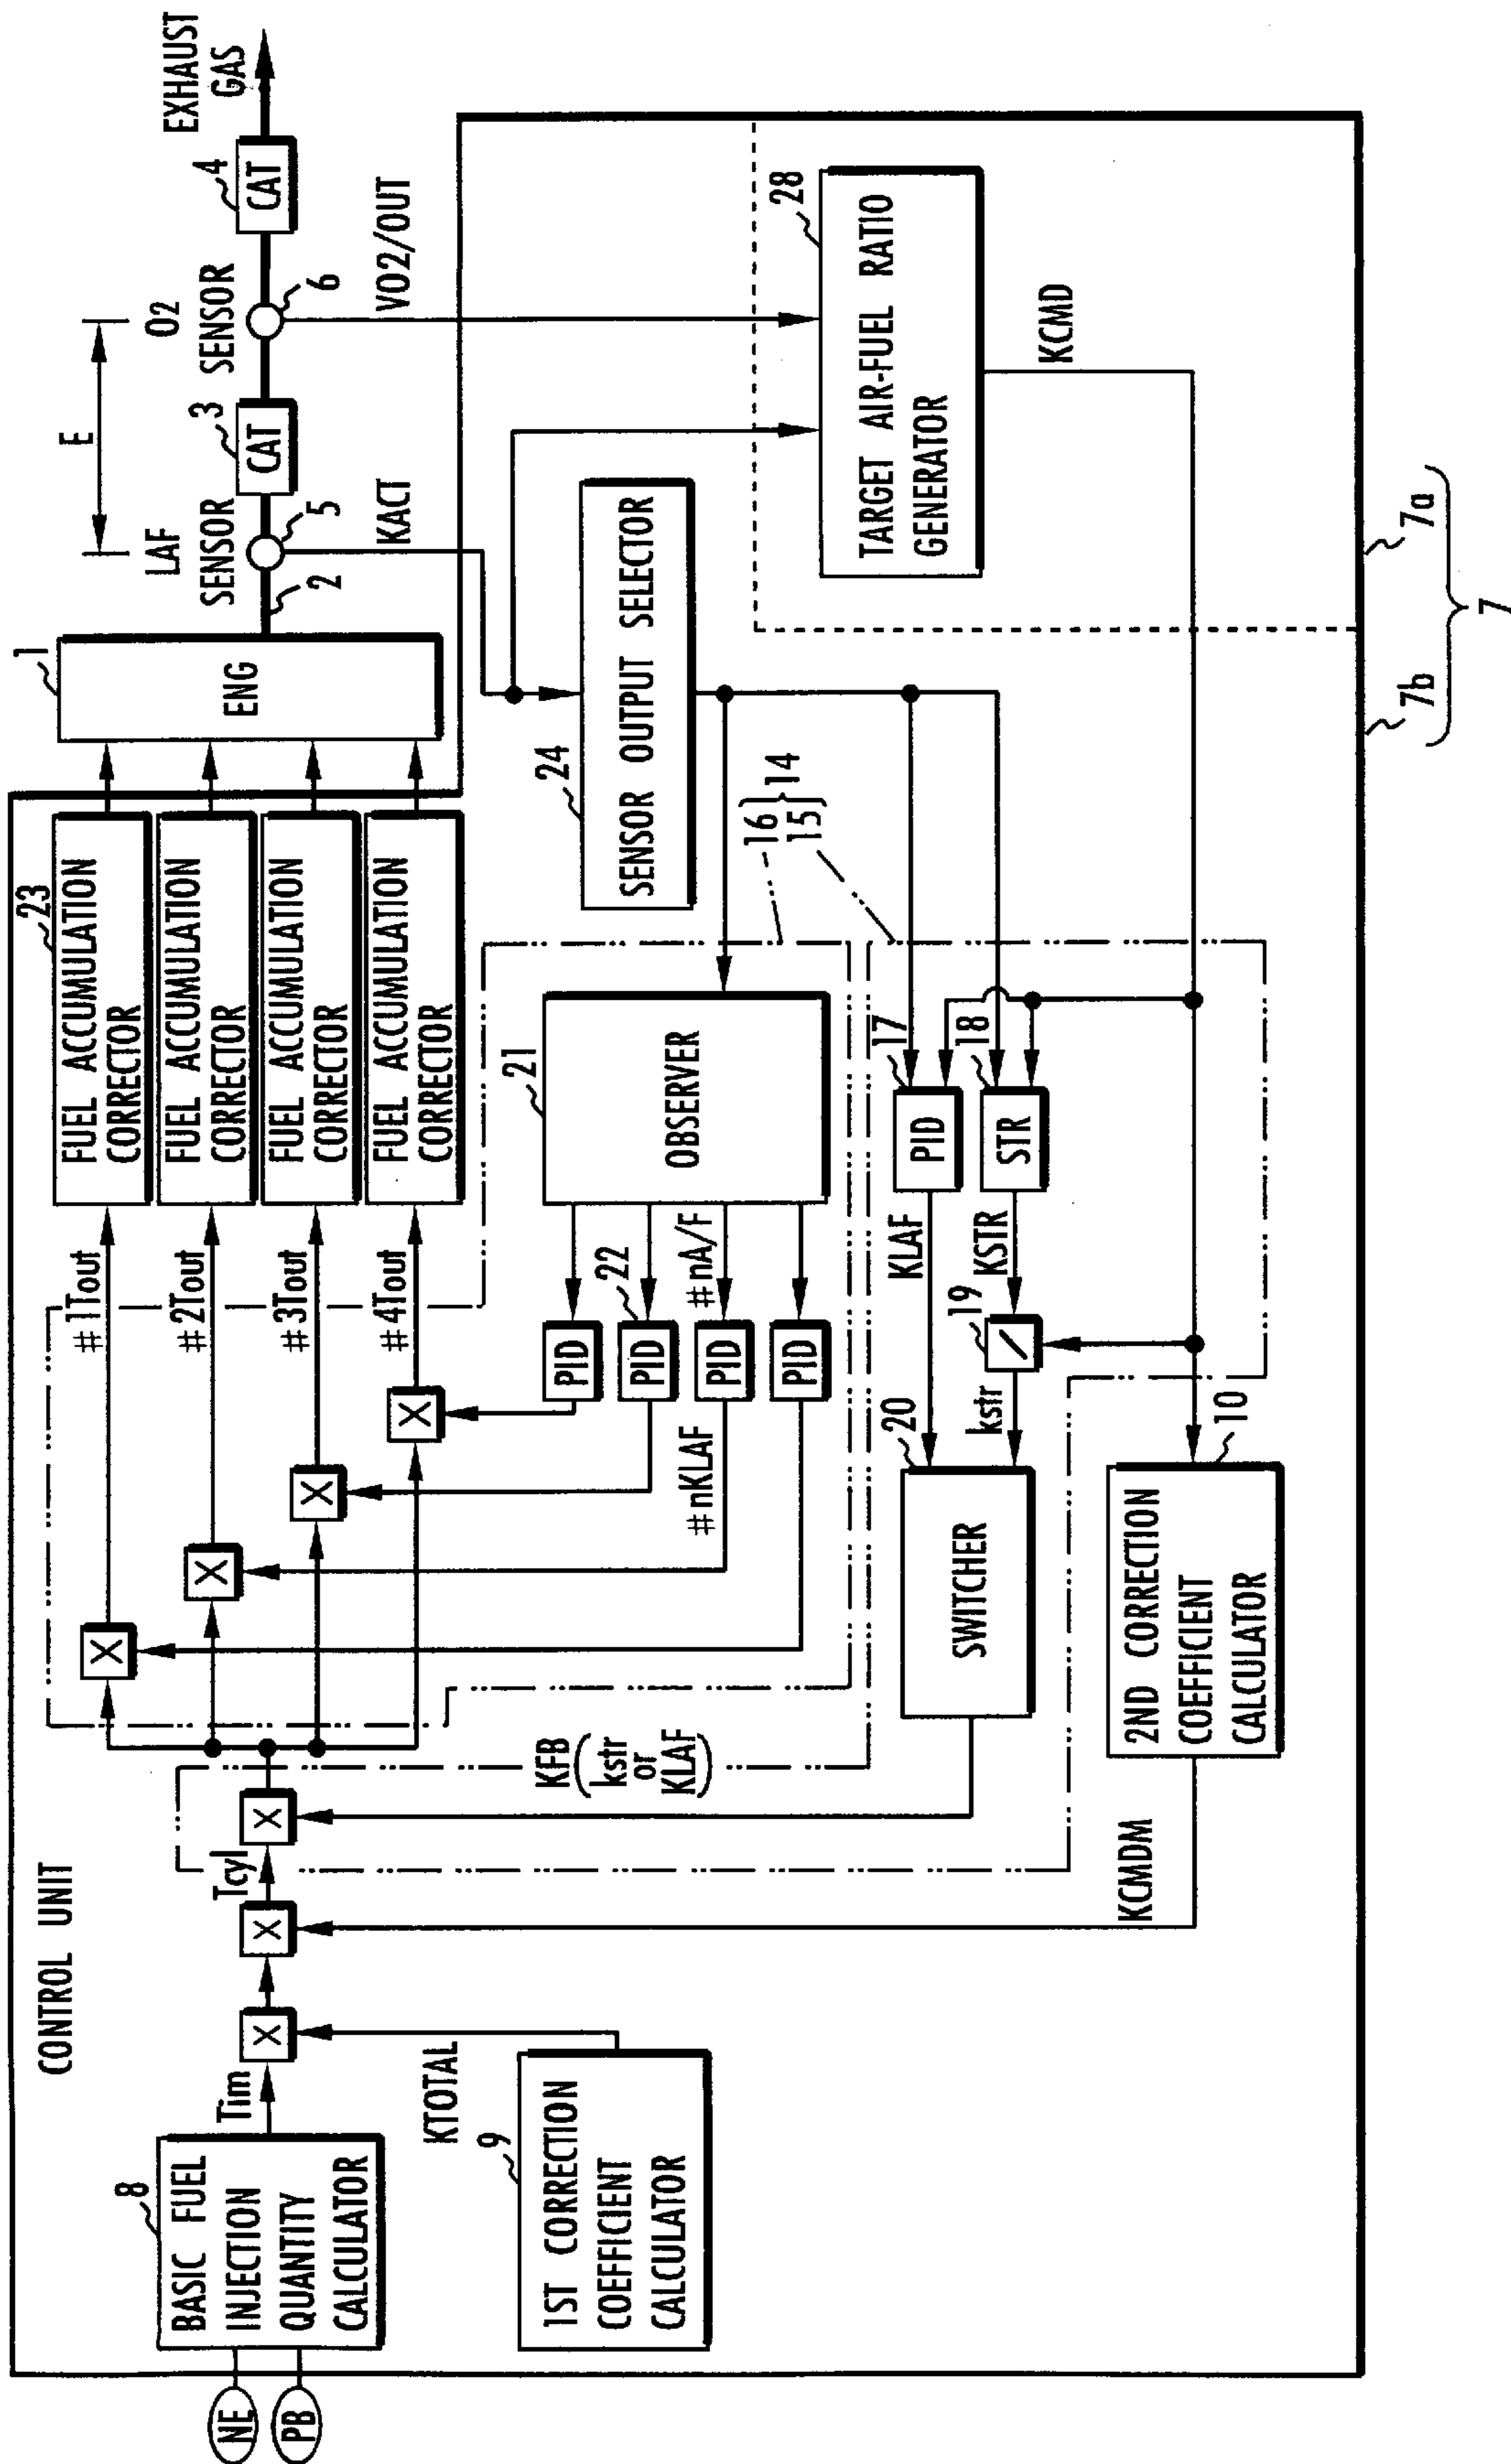 CONTROL UNIT
NE
PB
8
BASIC FUEL
INJECTION
QUANTITY
CALCULATOR
Tim
X
X
Tcyl
X
9
1ST CORRECTION
COEFFICIENT
CALCULATOR
KTOTAL
KCMDM
KFB ( kstr
or
KLAF )
X
X
X
X
#1Tout
#2Tout
#3Tout
#4Tout
23
FUEL ACCUMULATION
CORRECTOR
FUEL ACCUMULATION
CORRECTOR
FUEL ACCUMULATION
CORRECTOR
FUEL ACCUMULATION
CORRECTOR
1
ENG
2
LAF
SENSOR
5
E
3
CAT
O2
SENSOR
6
4
CAT
EXHAUST
GAS
KACT
VO2/OUT
#nKLAF
PID
PID
PID
PID
22
#nA/F
21
OBSERVER
24
SENSOR OUTPUT SELECTOR
16
15
14
20
SWITCHER
KLAF
kstr
19
KSTR
17
PID
18
STR
10
2ND CORRECTION
COEFFICIENT
CALCULATOR
28
TARGET AIR-FUEL RATIO
GENERATOR
KCMD
7b
7a
7